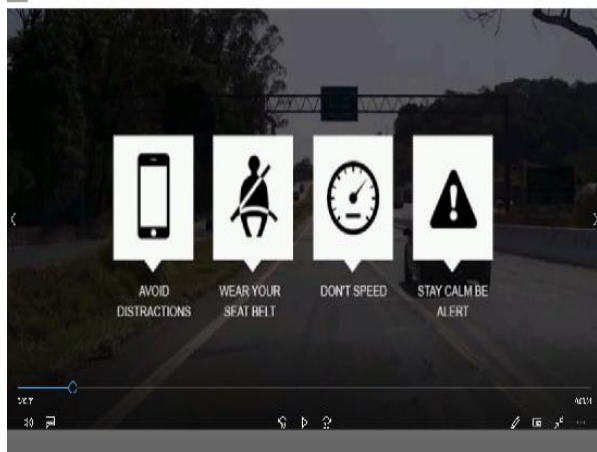 AVOID
DISTRACTIONS
WEAR YOUR
SEAT BELT
DON'T SPEED
STAY CALM BE
ALERT